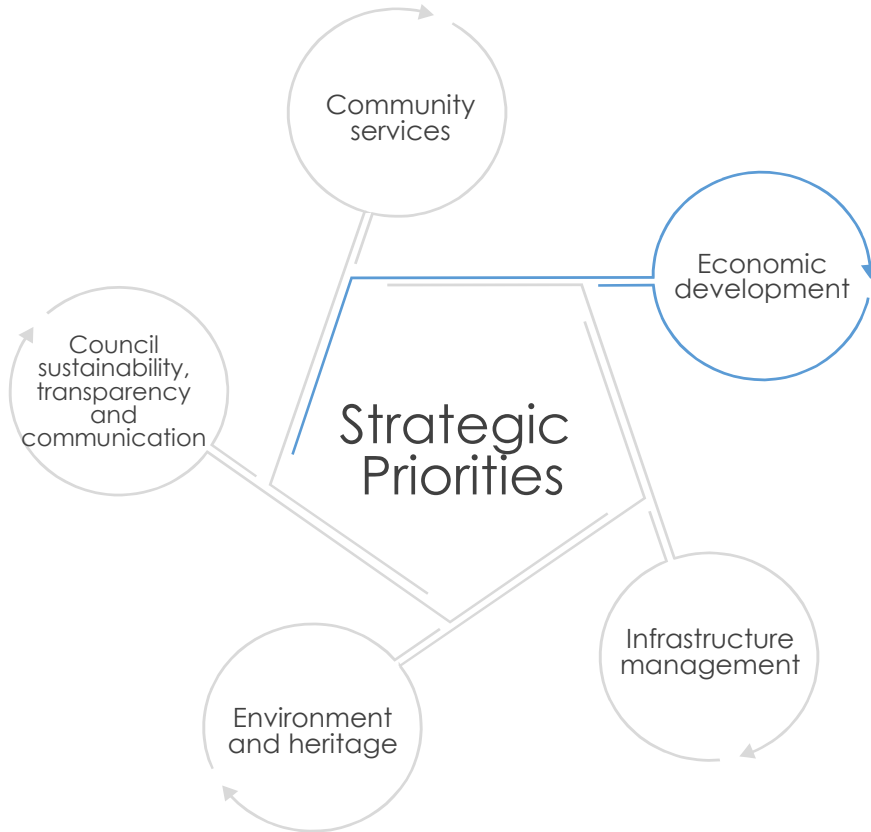 Community
services
Economic
development
Council
sustainability,
transparency
and
communication
Strategic
Priorities
Infrastructure
management
Environment
and heritage